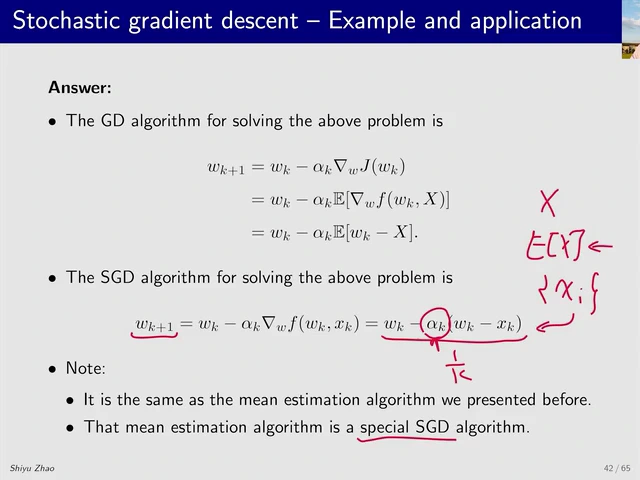 Stochastic gradient descent – Example and application
Answer:
• The GD algorithm for solving the above problem is
w_{k+1} = w_k − α_k∇_w J(w_k)
= w_k − α_k𝔼[∇_w f(w_k, X)]
= w_k − α_k𝔼[w_k − X].
X
E[X] ←
{x_i}
• The SGD algorithm for solving the above problem is
w_{k+1} = w_k − α_k∇_w f(w_k, x_k) = w_k − α_k(w_k − x_k)
1/k
• Note:
• It is the same as the mean estimation algorithm we presented before.
• That mean estimation algorithm is a special SGD algorithm.
Shiyu Zhao
42 / 65